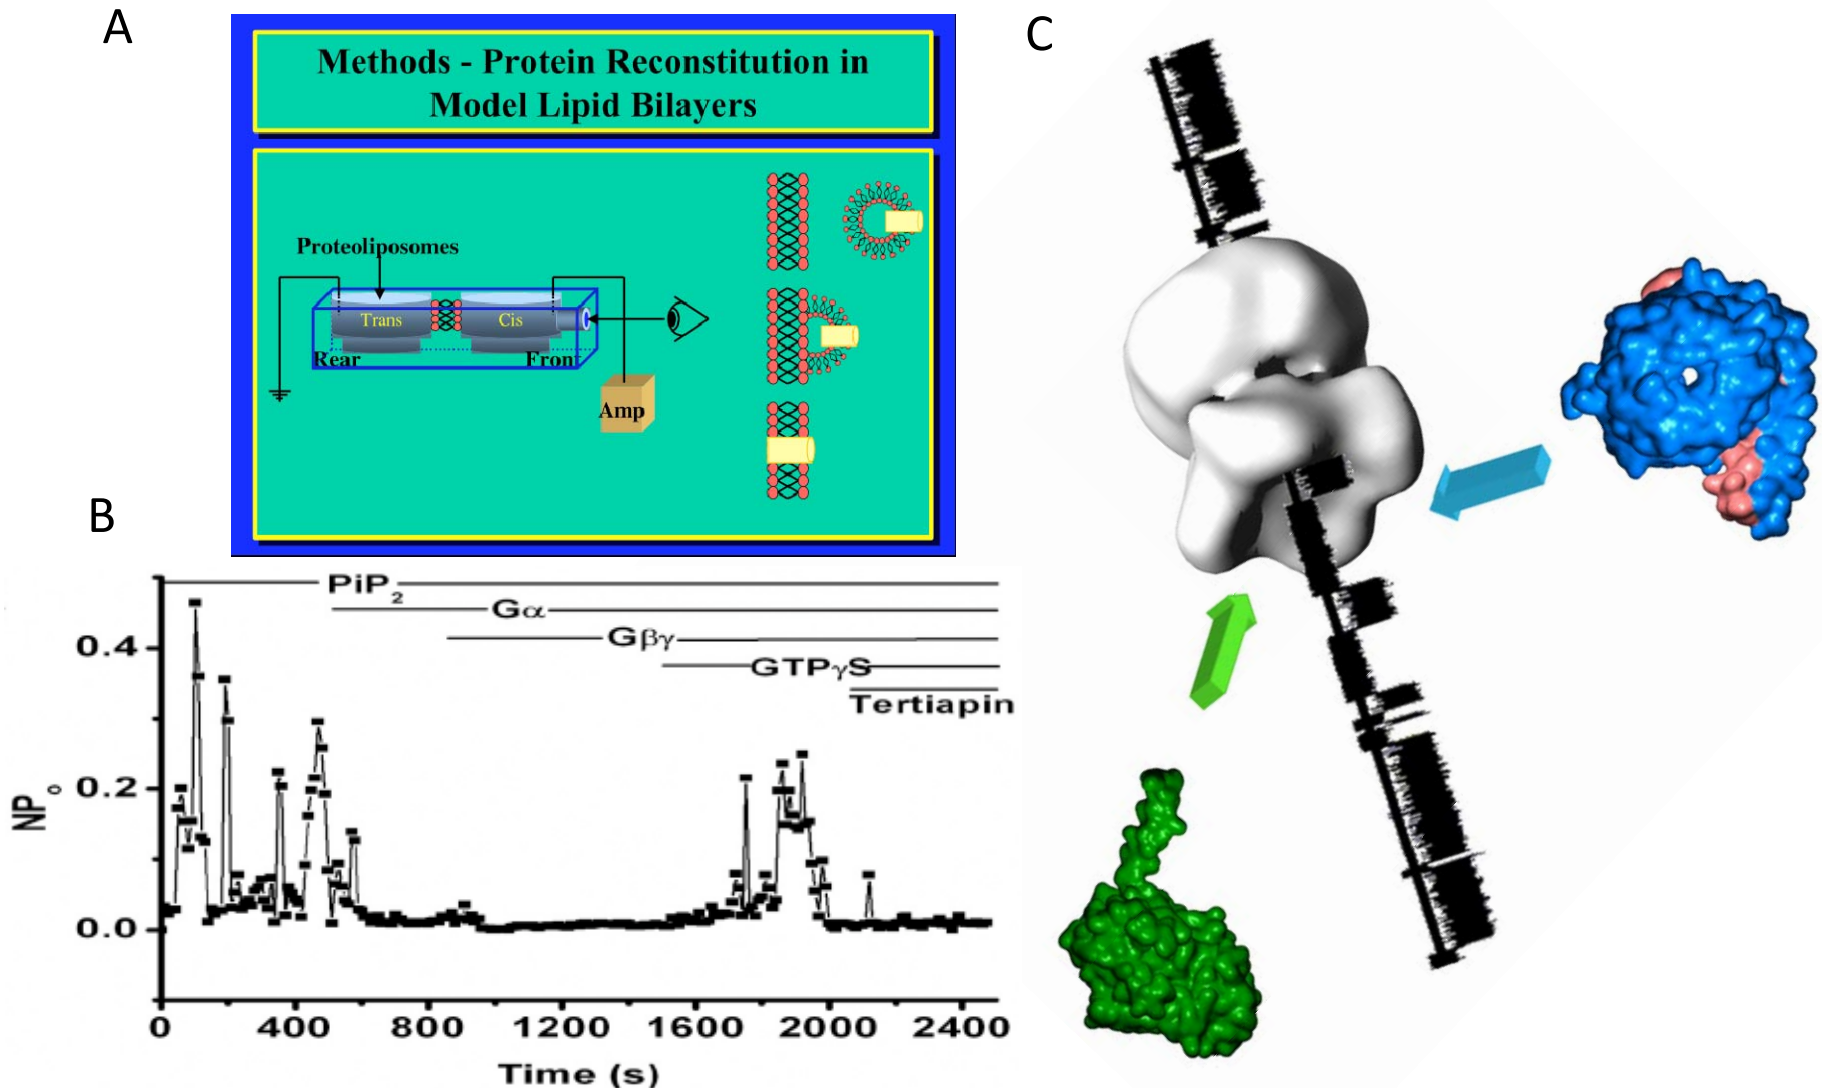 A
Methods - Protein Reconstitution in
Model Lipid Bilayers
Proteoliposomes
Trans
Cis
Rear
Front
Amp
B
PiP2
Gα
Gβγ
GTPγS
Tertiapin
0.4
0.2
0.0
NPo
0 400 800 1200 1600 2000 2400
Time (s)
C